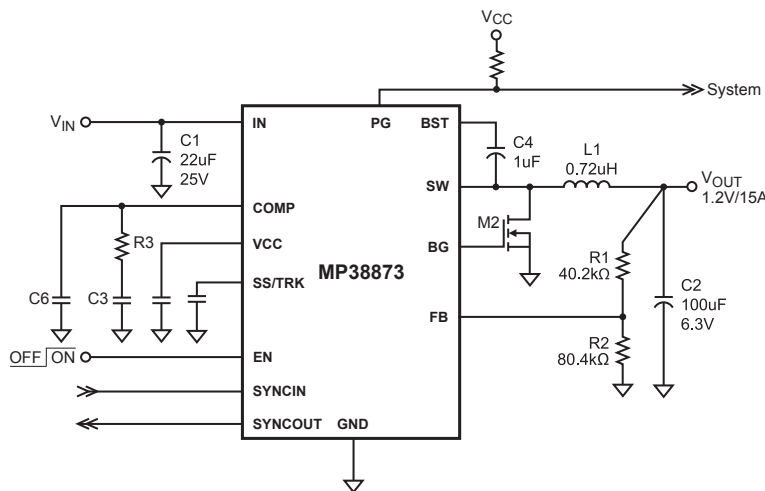 VCC
System
VIN
IN
PG
BST
C1
22uF
25V
C4
1uF
L1
0.72uH
SW
VOUT
1.2V/15A
COMP
M2
R3
VCC
BG
MP38873
R1
40.2kΩ
SS/TRK
C6
C3
C2
100uF
6.3V
FB
R2
80.4kΩ
OFF ON
EN
SYNCIN
SYNCOUT
GND